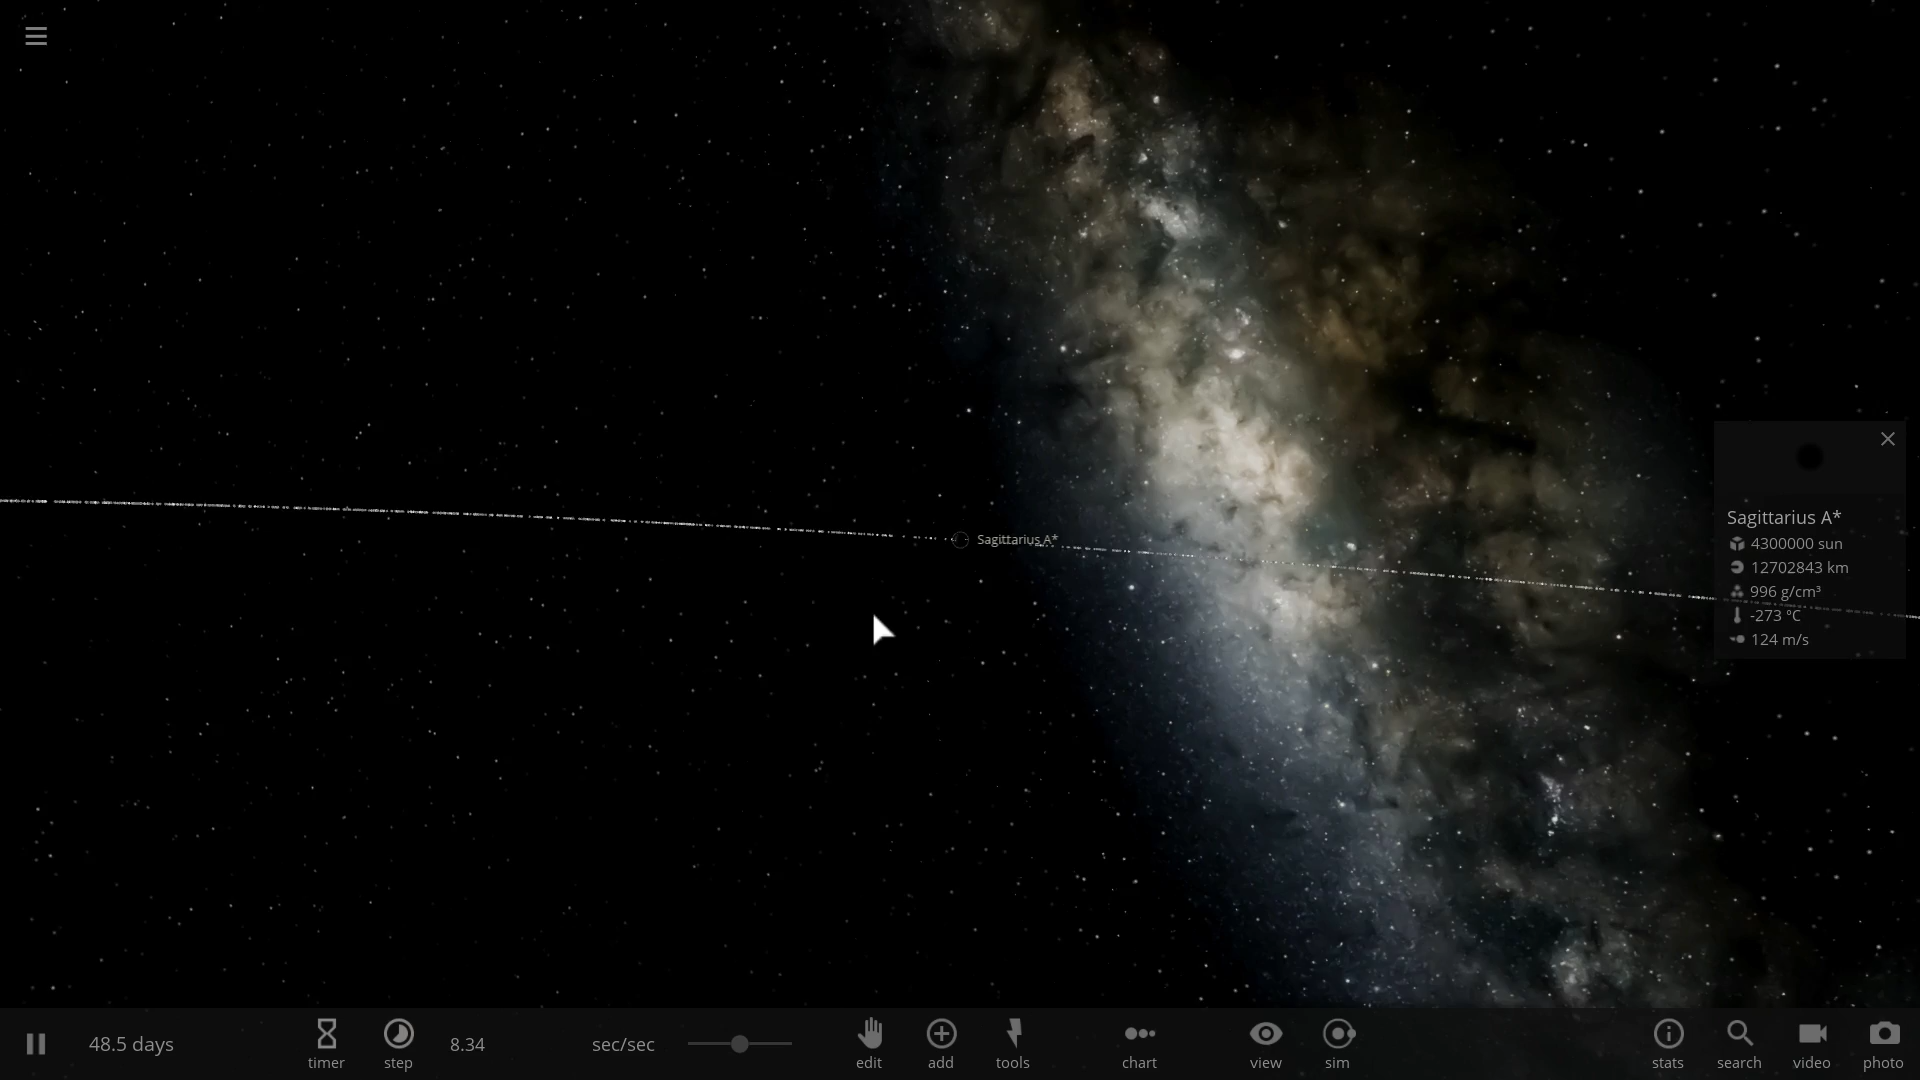 Sagittarius A*
Sagittarius A*
4300000 sun
12702843 km
996 g/cm³
-273 °C
124 m/s
48.5 days
timer
step
8.34
sec/sec
edit
add
tools
chart
view
sim
stats
search
video
photo